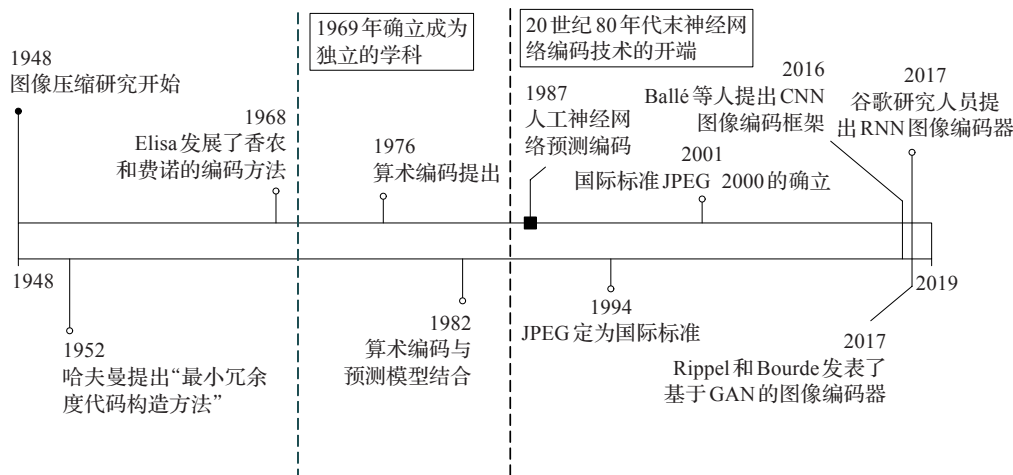 1969年确立成为
独立的学科
20世纪80年代末神经网
络编码技术的开端
1948
图像压缩研究开始
1968
Elisa发展了香农
和费诺的编码方法
1976
算术编码提出
1987
人工神经网
络预测编码
2001
国际标准JPEG 2000的确立
2016
Ballé等人提出CNN
图像编码框架
2017
谷歌研究人员提
出RNN图像编码器
1948
2019
1952
哈夫曼提出“最小冗余
度代码构造方法”
1982
算术编码与
预测模型结合
1994
JPEG定为国际标准
2017
Rippel和Bourde发表了
基于GAN的图像编码器